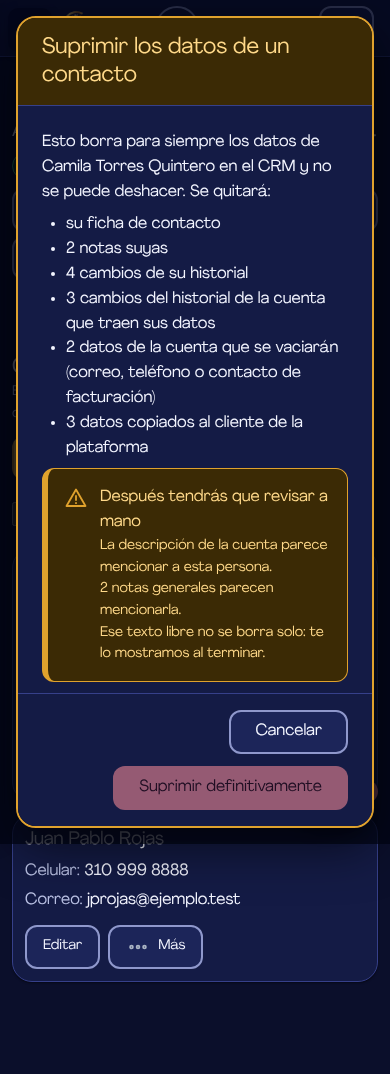 Suprimir los datos de un
contacto
Esto borra para siempre los datos de
Camila Torres Quintero en el CRM y no
se puede deshacer. Se quitará:
• su ficha de contacto
• 2 notas suyas
• 4 cambios de su historial
• 3 cambios del historial de la cuenta
que traen sus datos
• 2 datos de la cuenta que se vaciarán
(correo, teléfono o contacto de
facturación)
• 3 datos copiados al cliente de la
plataforma
Después tendrás que revisar a
mano
La descripción de la cuenta parece
mencionar a esta persona.
2 notas generales parecen
mencionarla.
Ese texto libre no se borra solo: te
lo mostramos al terminar.
Cancelar
Suprimir definitivamente
Juan Pablo Rojas
Celular: 310 999 8888
Correo: jprojas@ejemplo.test
Editar
••• Más